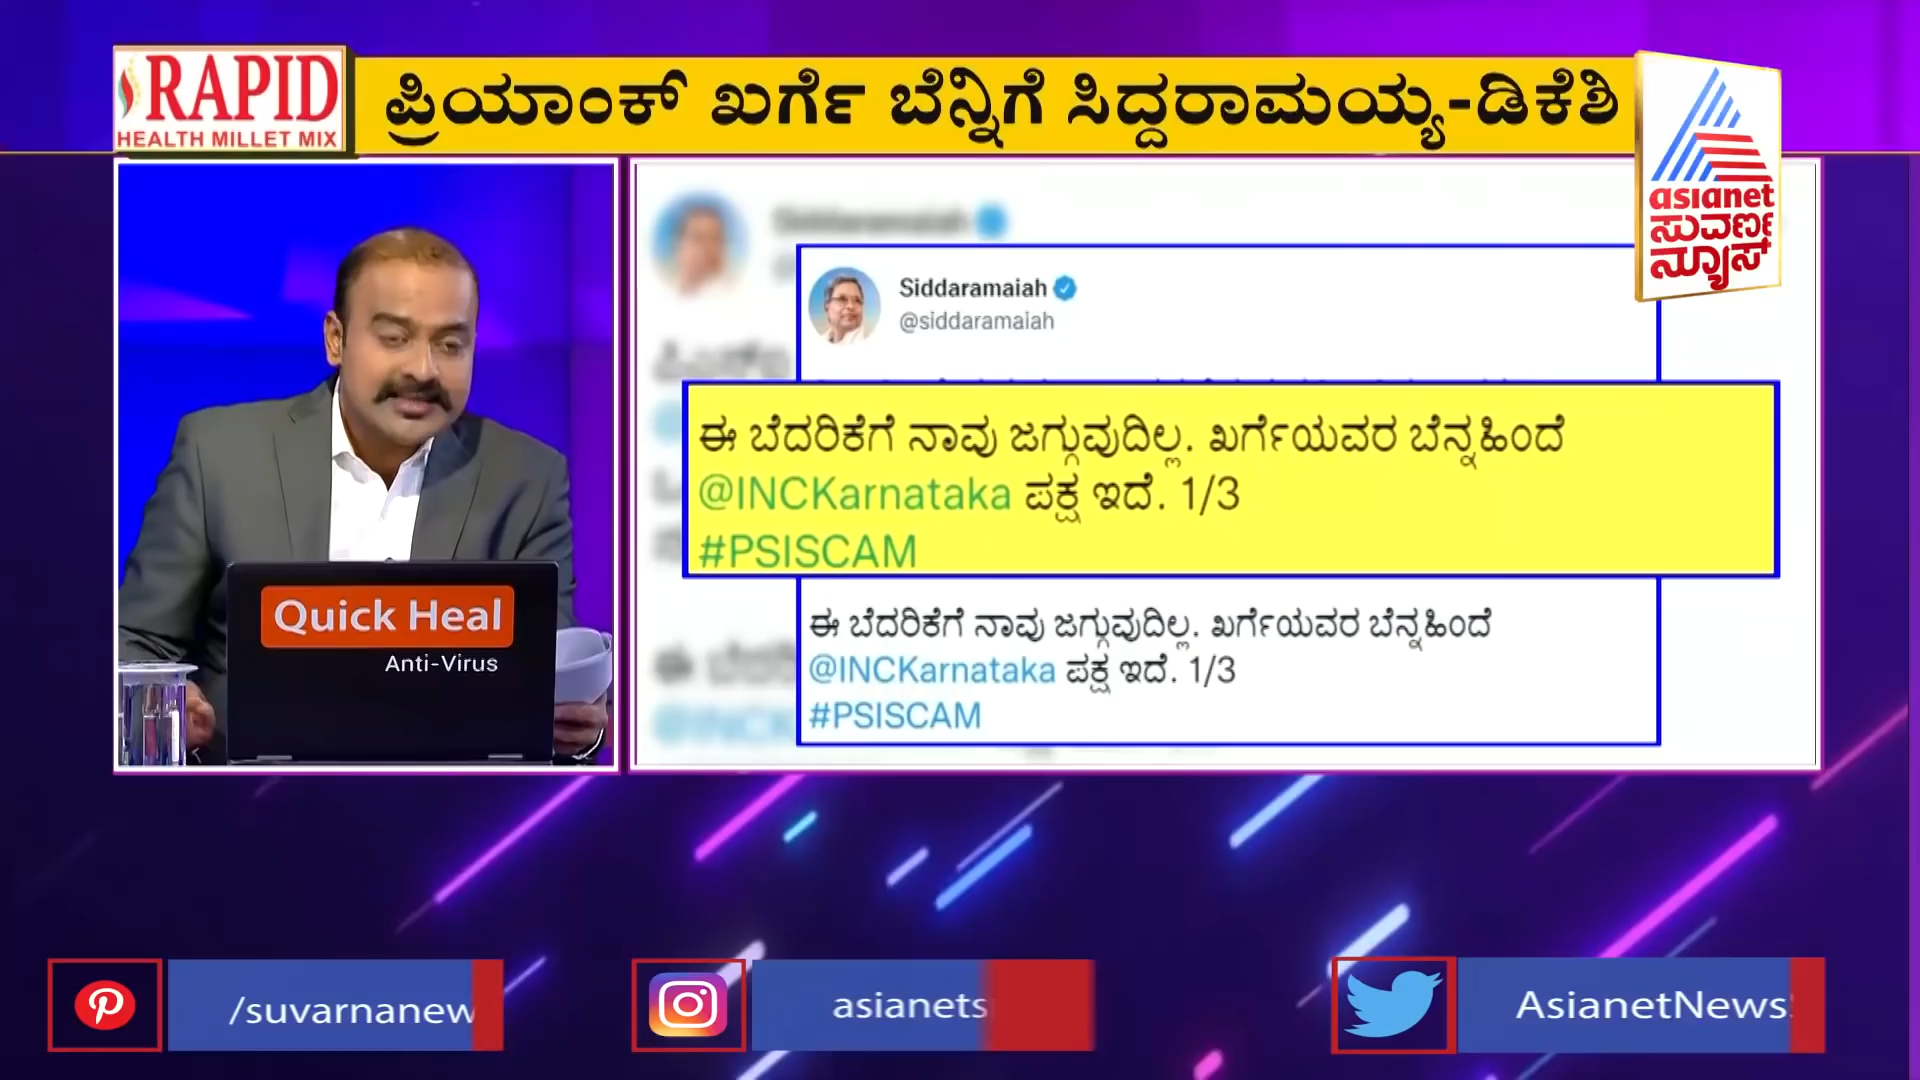 RAPID
HEALTH MILLET MIX
ಪ್ರಿಯಾಂಕ್ ಖರ್ಗೆ ಬೆನ್ನಿಗೆ ಸಿದ್ದರಾಮಯ್ಯ-ಡಿಕೆಶಿ
asianet
ಸುವರ್ಣ
ನ್ಯೂಸ್
Siddaramaiah
Siddaramaiah
@siddaramaiah
ಈ ಬೆದರಿಕೆಗೆ ನಾವು ಜಗ್ಗುವುದಿಲ್ಲ. ಖರ್ಗೆಯವರ ಬೆನ್ನಹಿಂದೆ
@INCKarnataka ಪಕ್ಷ ಇದೆ. 1/3
#PSISCAM
ಈ ಬೆದರಿಕೆಗೆ ನಾವು ಜಗ್ಗುವುದಿಲ್ಲ. ಖರ್ಗೆಯವರ ಬೆನ್ನಹಿಂದೆ
@INCKarnataka ಪಕ್ಷ ಇದೆ. 1/3
#PSISCAM
Quick Heal
Anti-Virus
/suvarnanew
asianets
AsianetNews